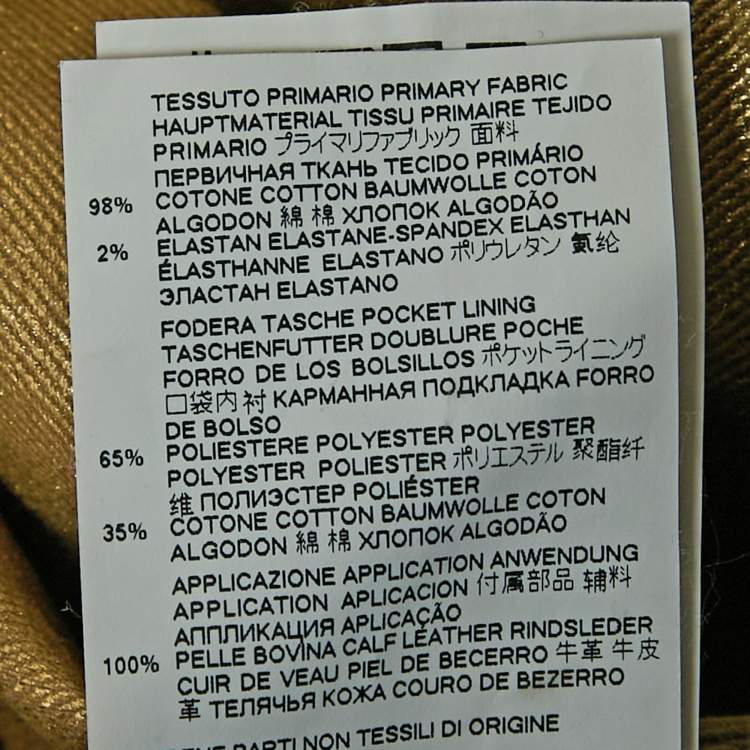 TESSUTO PRIMARIO PRIMARY FABRIC
HAUPTMATERIAL TISSU PRIMAIRE TEJIDO
PRIMARIO プライマリファブリック 面料
ПЕРВИЧНАЯ ТКАНЬ TECIDO PRIMÁRIO
98% COTONE COTTON BAUMWOLLE COTON
ALGODON 綿 棉 ХЛОПОК ALGODÃO
2% ELASTAN ELASTANE-SPANDEX ELASTHAN
ÉLASTHANNE ELASTANO ポリウレタン 氨纶
ЭЛАСТАН ELASTANO
FODERA TASCHE POCKET LINING
TASCHENFUTTER DOUBLURE POCHE
FORRO DE LOS BOLSILLOS ポケットライニング
口袋内衬 КАРМАННАЯ ПОДКЛАДКА FORRO
DE BOLSO
65% POLIESTERE POLYESTER POLYESTER
POLYESTER POLIESTER ポリエステル 聚酯纤
维 ПОЛИЭСТЕР POLIÉSTER
35% COTONE COTTON BAUMWOLLE COTON
ALGODON 綿 棉 ХЛОПОК ALGODÃO
APPLICAZIONE APPLICATION ANWENDUNG
APPLICATION APLICACION 付属部品 辅料
АППЛИКАЦИЯ APLICAÇÃO
100% PELLE BOVINA CALF LEATHER RINDSLEDER
CUIR DE VEAU PIEL DE BECERRO 牛革 牛皮
革 ТЕЛЯЧЬЯ КОЖА COURO DE BEZERRO
PARTI NON TESSILI DI ORIGINE